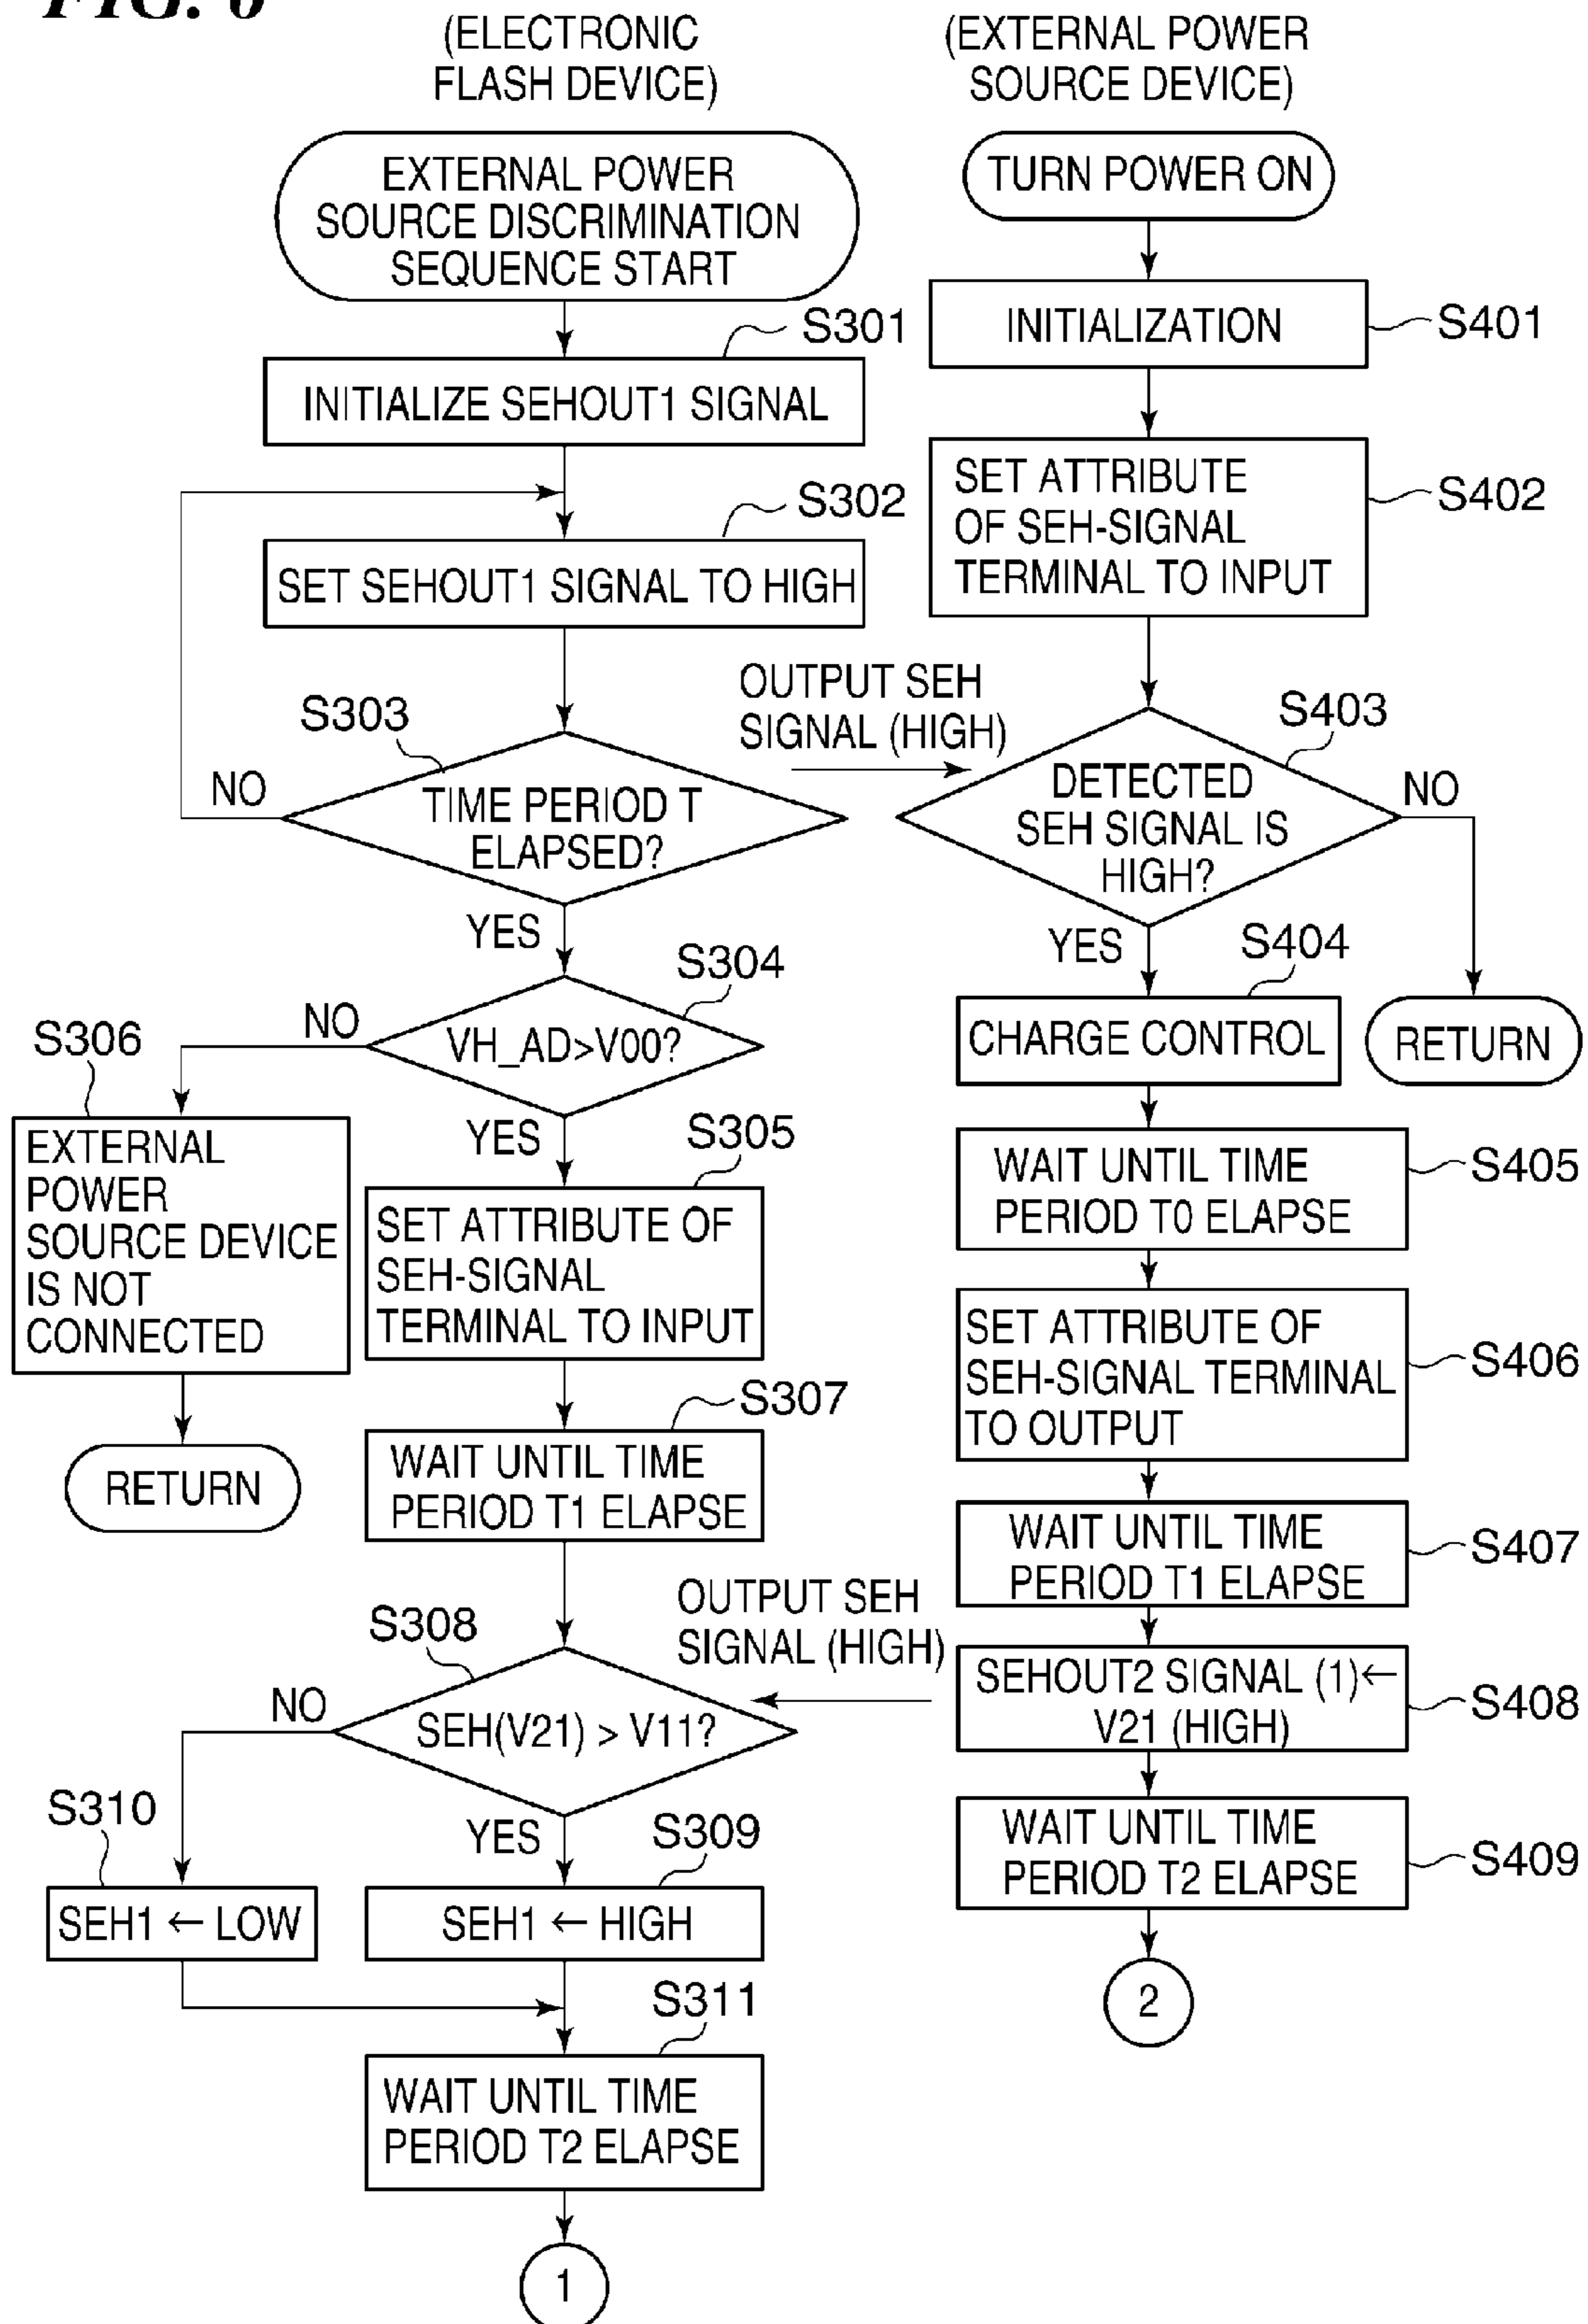 (ELECTRONIC
FLASH DEVICE)
EXTERNAL POWER
SOURCE DISCRIMINATION
SEQUENCE START
S301
INITIALIZE SEHOUT1 SIGNAL
S302
SET SEHOUT1 SIGNAL TO HIGH
OUTPUT SEH
SIGNAL (HIGH)
S303
NO
TIME PERIOD T
ELAPSED?
YES
S304
NO
VH_AD>V00?
S306
EXTERNAL
POWER
SOURCE DEVICE
IS NOT
CONNECTED
RETURN
YES
S305
SET ATTRIBUTE OF
SEH-SIGNAL
TERMINAL TO INPUT
S307
WAIT UNTIL TIME
PERIOD T1 ELAPSE
OUTPUT SEH
SIGNAL (HIGH)
S308
NO
SEH(V21) > V11?
S310
SEH1 ← LOW
YES
S309
SEH1 ← HIGH
S311
WAIT UNTIL TIME
PERIOD T2 ELAPSE
1
(EXTERNAL POWER
SOURCE DEVICE)
TURN POWER ON
INITIALIZATION
S401
SET ATTRIBUTE
OF SEH-SIGNAL
TERMINAL TO INPUT
S402
S403
DETECTED
SEH SIGNAL IS
HIGH?
NO
RETURN
YES
S404
CHARGE CONTROL
WAIT UNTIL TIME
PERIOD T0 ELAPSE
S405
SET ATTRIBUTE OF
SEH-SIGNAL TERMINAL
TO OUTPUT
S406
WAIT UNTIL TIME
PERIOD T1 ELAPSE
S407
SEHOUT2 SIGNAL (1)←
V21 (HIGH)
S408
WAIT UNTIL TIME
PERIOD T2 ELAPSE
S409
2